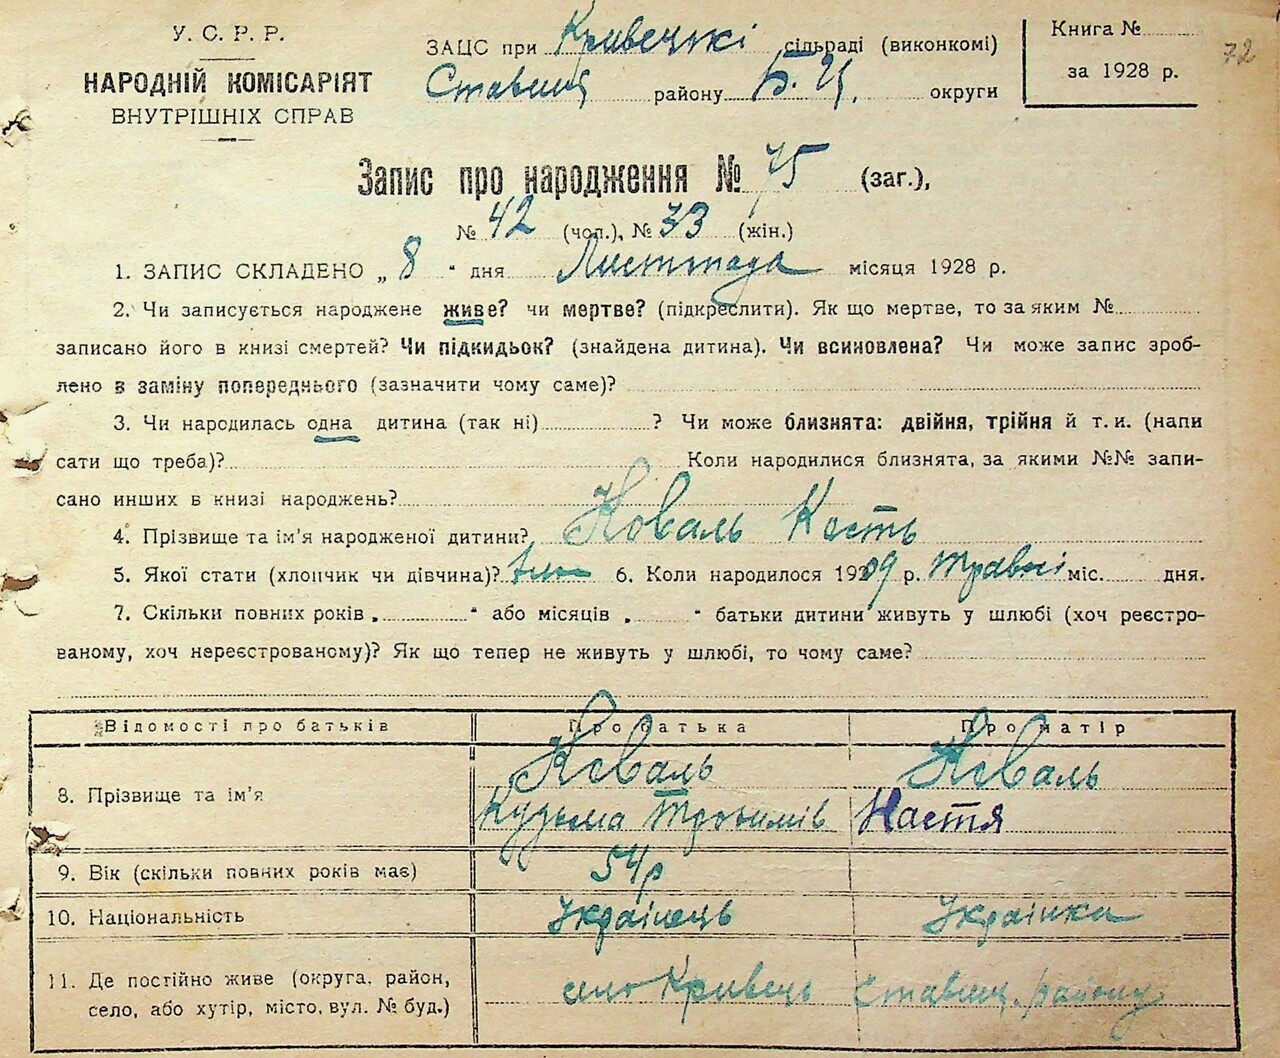 У. С. Р. Р.
НАРОДНІЙ КОМІСАРІЯТ
ВНУТРІШНІХ СПРАВ
ЗАЦС при Кривецькі сільраді (виконкомі)
Ставищ району Б. Ц. округи
Книга №
за 1928 р.
72
Запис про народження № 75 (заг.),
№ 42 (чол.), № 33 (жін.)
1. ЗАПИС СКЛАДЕНО „ 8 " дня Листопада місяця 1928 р.
2. Чи записується народжене живе? чи мертве? (підкреслити). Як що мертве, то за яким №
записано його в книзі смертей? Чи підкидьок? (знайдена дитина). Чи всиновлена? Чи може запис зроб-
лено в заміну попереднього (зазначити чому саме)?
3. Чи народилась одна дитина (так ні) ? Чи може близнята: двійня, трійня й т. и. (напи
сати що треба)? Коли народилися близнята, за якими №№ запи-
сано инших в книзі народжень?
4. Прізвище та ім'я народженої дитини? Коваль Кость
5. Якої стати (хлопчик чи дівчина)? 6. Коли народилося 1909 р. міс. дня.
7. Скільки повних років „ " або місяців „ " батьки дитини живуть у шлюбі (хоч реєстро-
ваному, хоч нереєстрованому)? Як що тепер не живуть у шлюбі, то чому саме?
Відомості про батьків Про батька Про матір
8. Прізвище та ім'я Коваль Кузьма Трохимів Коваль Настя
9. Вік (скільки повних років має) 54р
10. Національність Українець Українка
11. Де постійно живе (округа, район,
село, або хутір, місто, вул. № буд.) село Кривець Ставищ. району